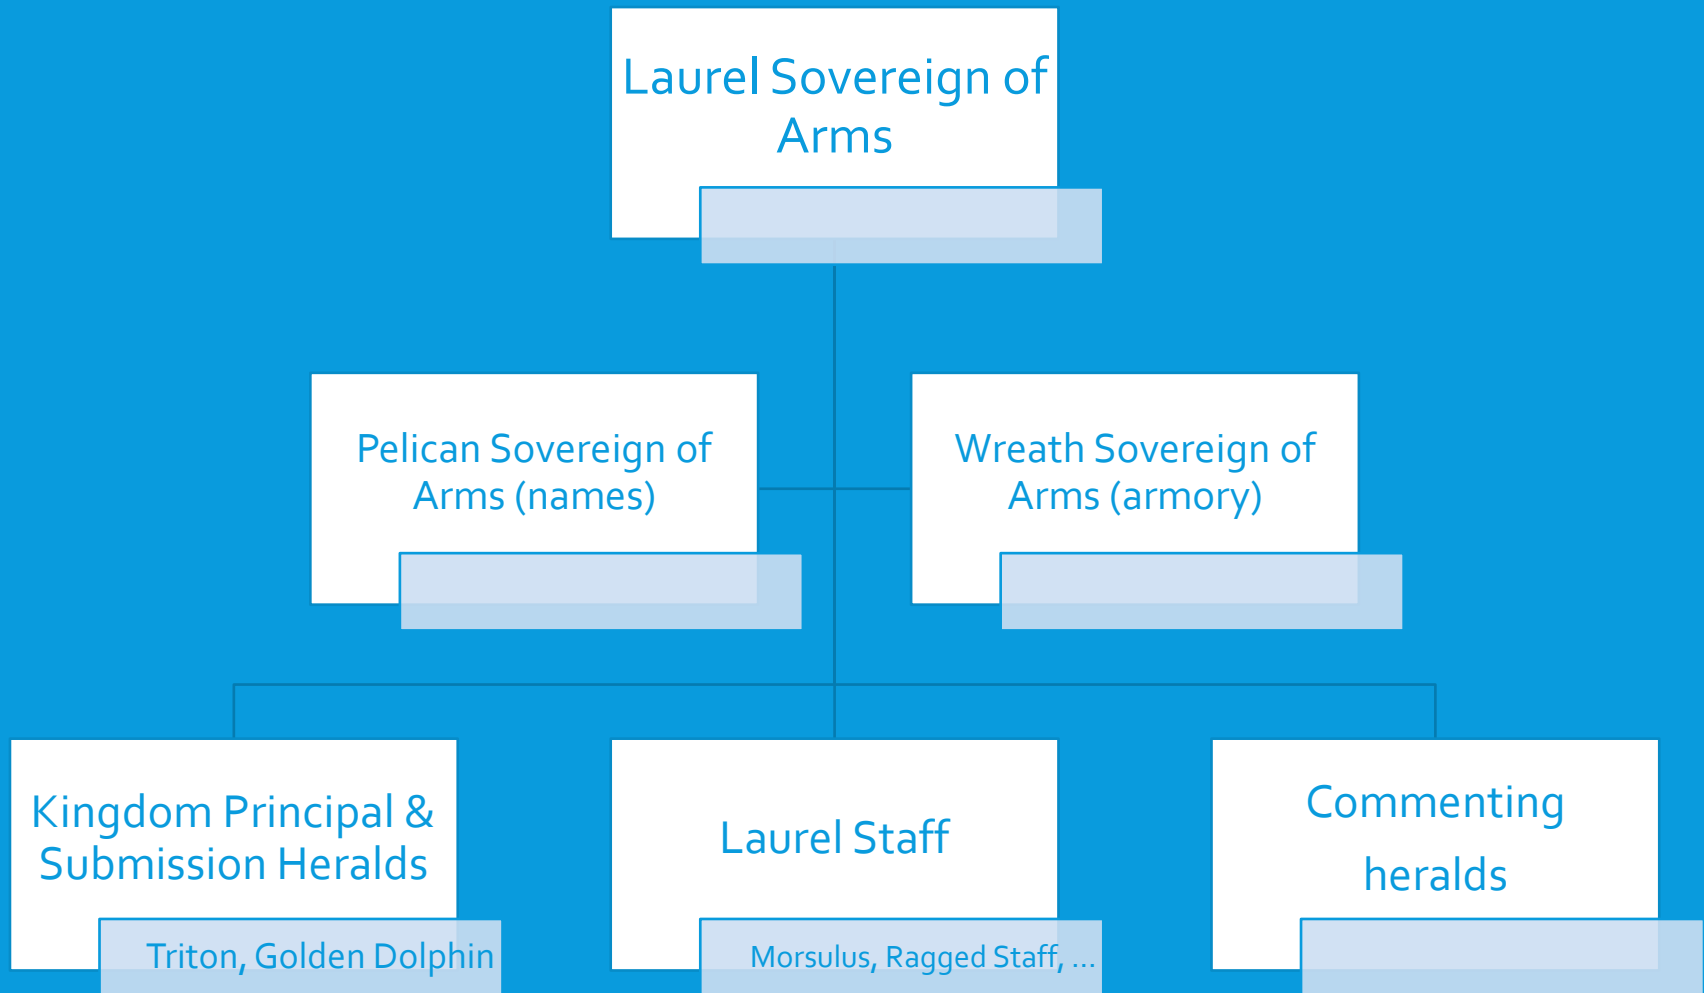 Laurel Sovereign of
Arms
Pelican Sovereign of
Arms (names)
Wreath Sovereign of
Arms (armory)
Kingdom Principal &
Submission Heralds
Triton, Golden Dolphin
Laurel Staff
Morsulus, Ragged Staff, ...
Commenting
heralds